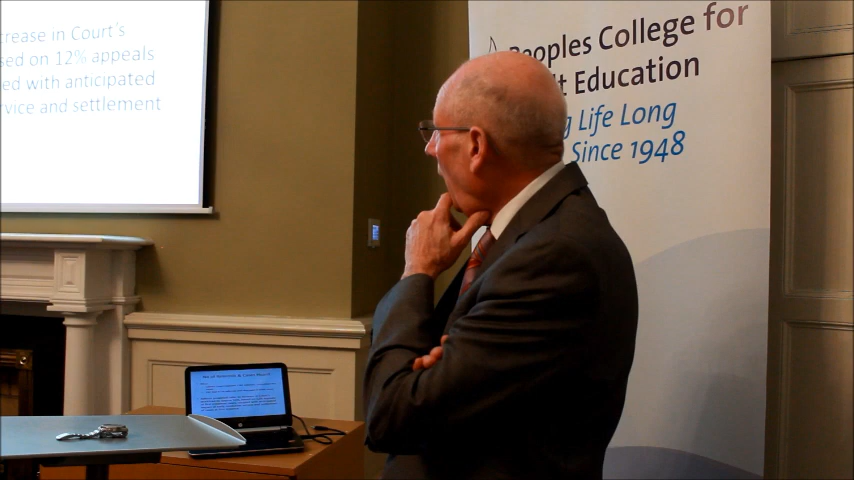 crease in Court's
sed on 12% appeals
ed with anticipated
rvice and settlement
Peoples College for
lt Education
g Life Long
Since 1948